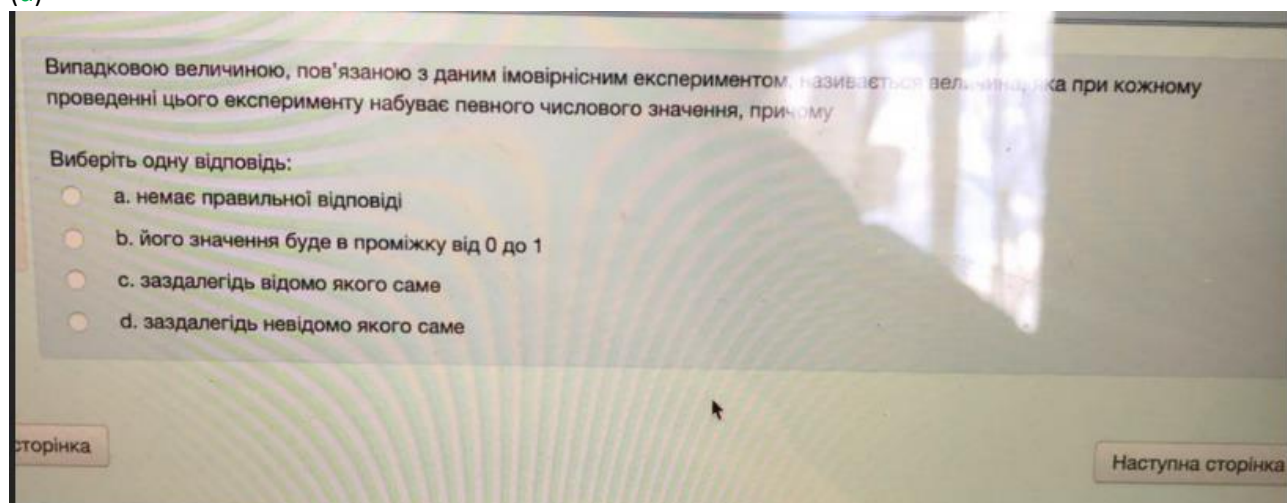 Випадковою величиною, пов'язаною з даним імовірнісним експериментом, називається величина, яка при кожному
проведенні цього експерименту набуває певного числового значення, причому
Виберіть одну відповідь:
a. немає правильної відповіді
b. його значення буде в проміжку від 0 до 1
c. заздалегідь відомо якого саме
d. заздалегідь невідомо якого саме
сторінка
Наступна сторінка